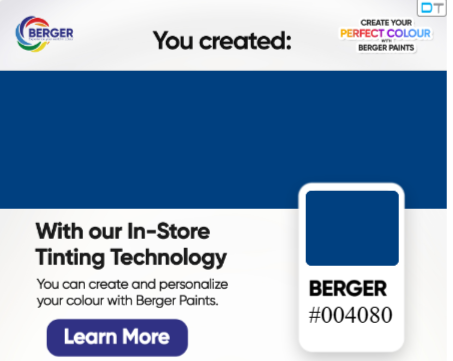 DT
BERGER
You created:
CREATE YOUR
PERFECT COLOUR
WITH
BERGER PAINTS
With our In-Store
Tinting Technology
You can create and personalize
your colour with Berger Paints.
Learn More
BERGER
#004080